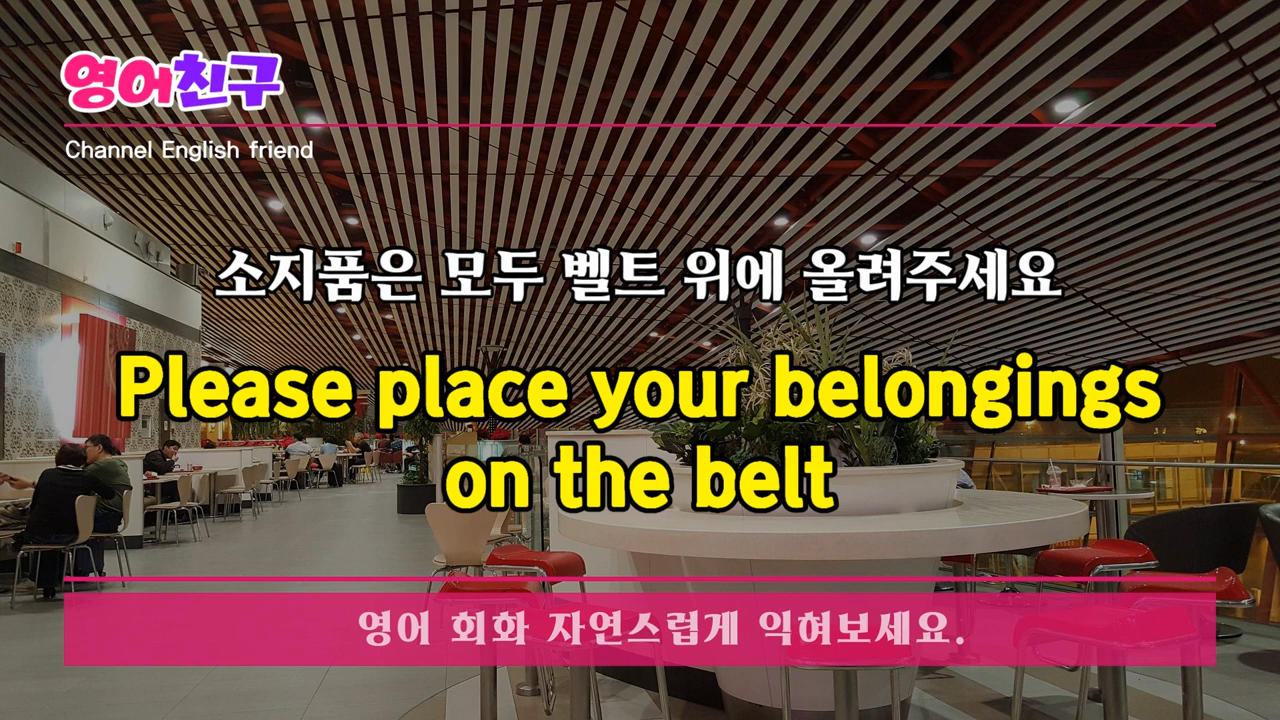 영어친구
Channel English friend
소지품은 모두 벨트 위에 올려주세요
Please place your belongings
on the belt
영어 회화 자연스럽게 익혀보세요.